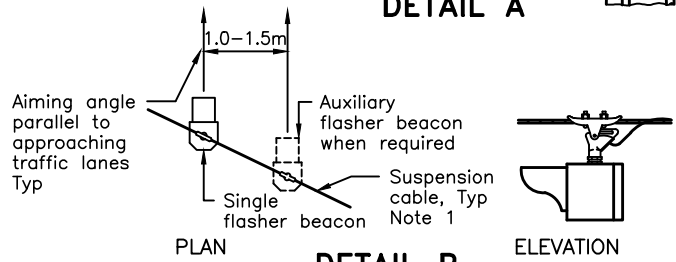 DETAIL A
1.0-1.5m
Aiming angle
parallel to
approaching
traffic lanes
Typ
Auxiliary
flasher beacon
when required
Single
flasher beacon
Suspension
cable, Typ
Note 1
PLAN
ELEVATION
DETAIL B